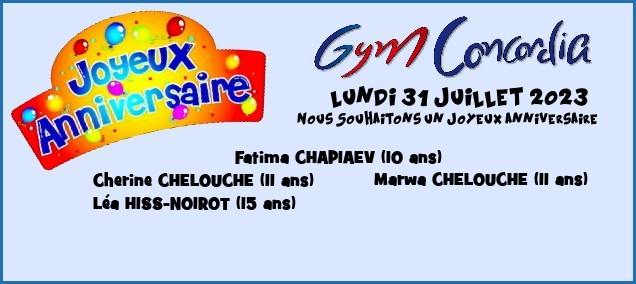 Joyeux
Anniversaire
Gym Concordia
LUNDI 31 JUILLET 2023
NOUS SOUHAITONS UN JOYEUX ANNIVERSAIRE
Fatima CHAPIAEV (10 ans)
Cherine CHELOUCHE (11 ans) Marwa CHELOUCHE (11 ans)
Léa HISS-NOIROT (15 ans)